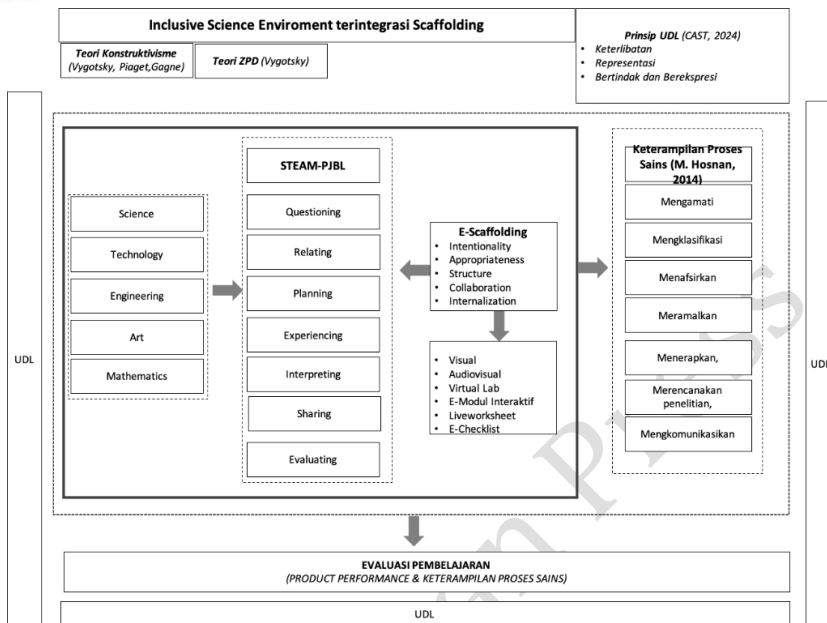 Inclusive Science Enviroment terintegrasi Scaffolding
Teori Konstruktivisme
(Vygotsky, Piaget,Gagne)
Teori ZPD (Vygotsky)
Prinsip UDL (CAST, 2024)
• Keterlibatan
• Representasi
• Bertindak dan Berekspresi
UDL
Science
Technology
Engineering
Art
Mathematics
STEAM-PJBL
Questioning
Relating
Planning
Experiencing
Interpreting
Sharing
Evaluating
E-Scaffolding
• Intentionality
• Appropriateness
• Structure
• Collaboration
• Internalization
• Visual
• Audiovisual
• Virtual Lab
• E-Modul Interaktif
• Liveworksheet
• E-Checklist
Keterampilan Proses
Sains (M. Hosnan,
2014)
Mengamati
Mengklasifikasi
Menafsirkan
Meramalkan
Menerapkan,
Merencanakan
penelitian,
Mengkomunikasikan
UDL
EVALUASI PEMBELAJARAN
(PRODUCT PERFORMANCE & KETERAMPILAN PROSES SAINS)
UDL
Press